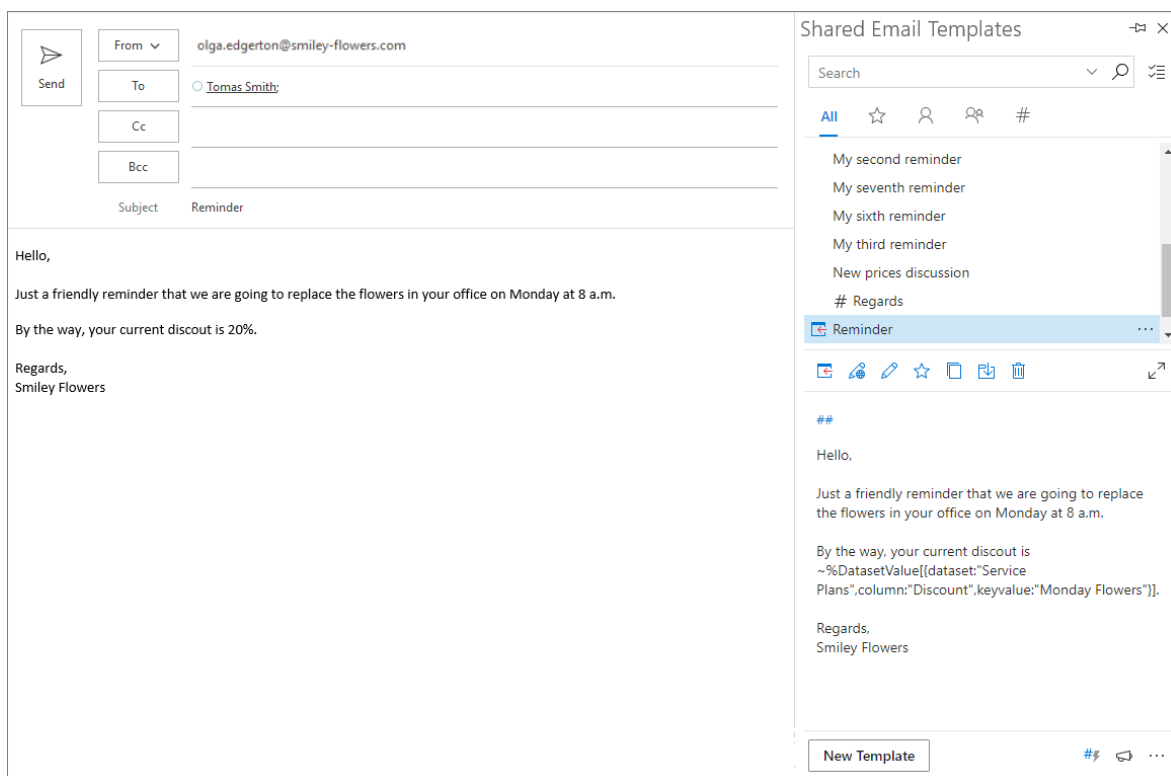 Send
From
olga.edgerton@smiley-flowers.com
To
Tomas Smith;
Cc
Bcc
Subject
Reminder
Hello,
Just a friendly reminder that we are going to replace the flowers in your office on Monday at 8 a.m.
By the way, your current discout is 20%.
Regards,
Smiley Flowers
Shared Email Templates
Search
All
#
My second reminder
My seventh reminder
My sixth reminder
My third reminder
New prices discussion
# Regards
Reminder
...
##
Hello,
Just a friendly reminder that we are going to replace
the flowers in your office on Monday at 8 a.m.
By the way, your current discout is
~%DatasetValue[{dataset:"Service
Plans",column:"Discount",keyvalue:"Monday Flowers"}].
Regards,
Smiley Flowers
New Template
#
...